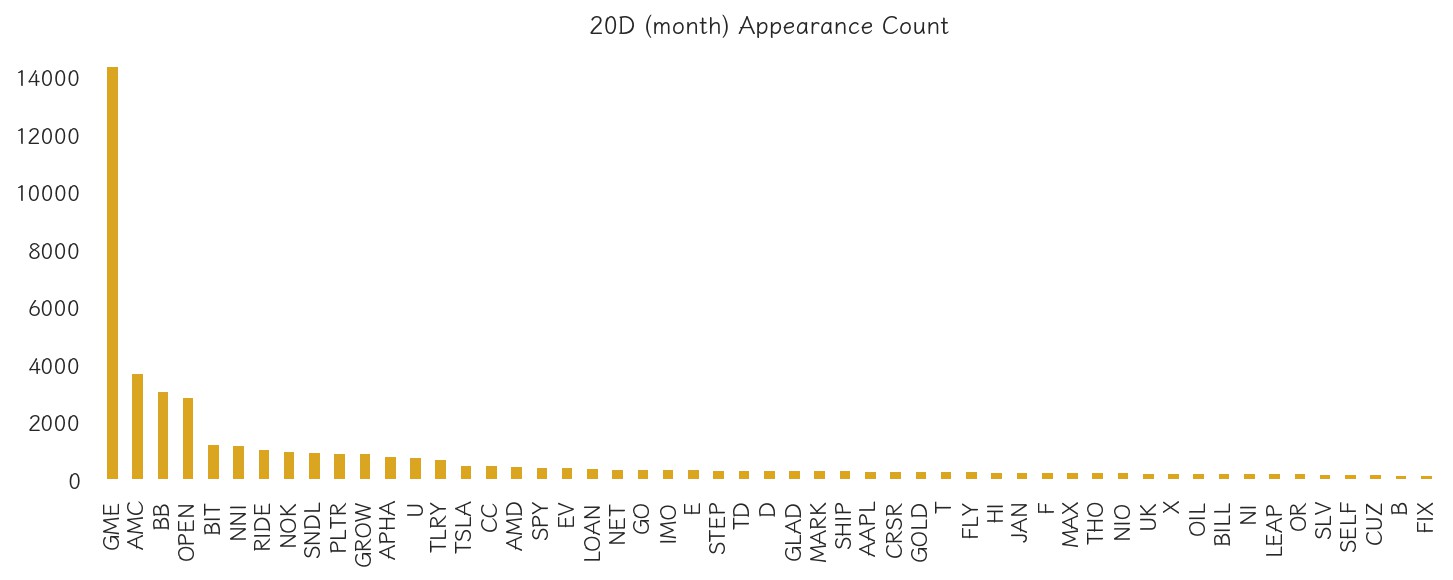 20D (month) Appearance Count
14000
12000
10000
8000
6000
4000
2000
0
GME
AMC
BB
OPEN
BIT
NNI
RIDE
NOK
SNDL
PLTR
GROW
APHA
U
TLRY
TSLA
CC
AMD
SPY
EV
LOAN
NET
GO
IMO
E
STEP
TD
D
GLAD
MARK
SHIP
AAPL
CRSR
GOLD
T
FLY
HI
JAN
F
MAX
THO
NIO
UK
X
OIL
BILL
NI
LEAP
OR
SLV
SELF
CUZ
B
FIX